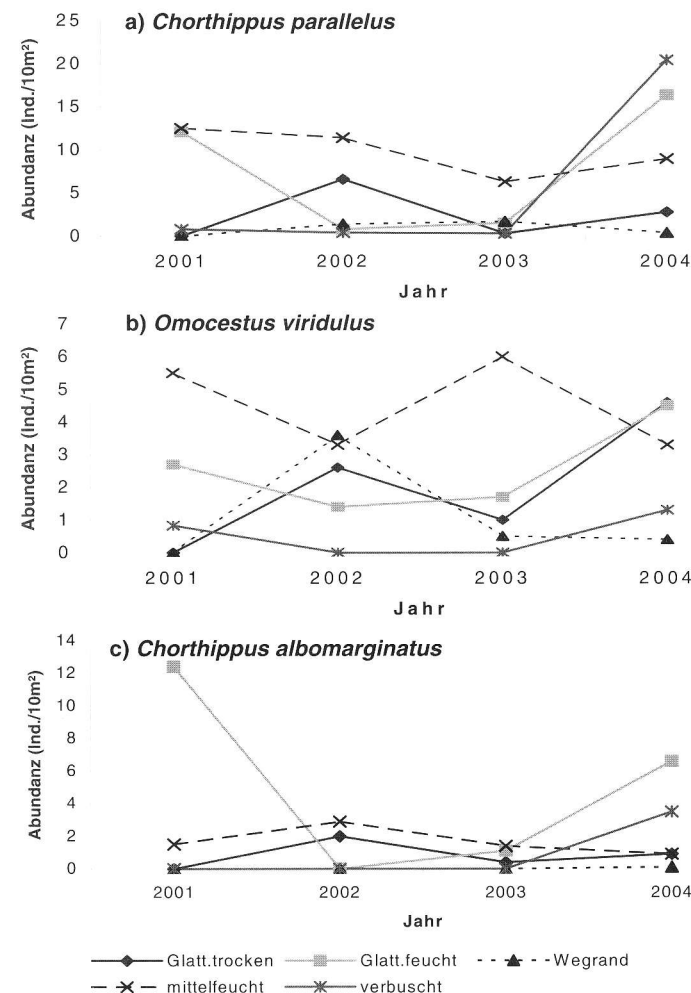 a) Chorthippus parallelus
Abundanz (Ind./10m²)
25
20
15
10
5
0
2001 2002 2003 2004
Jahr
b) Omocestus viridulus
Abundanz (Ind./10m²)
7
6
5
4
3
2
1
0
2001 2002 2003 2004
Jahr
c) Chorthippus albomarginatus
Abundanz (Ind./10m²)
14
12
10
8
6
4
2
0
2001 2002 2003 2004
Jahr
Glatt.trocken Glatt.feucht Wegrand
mittelfeucht verbuscht